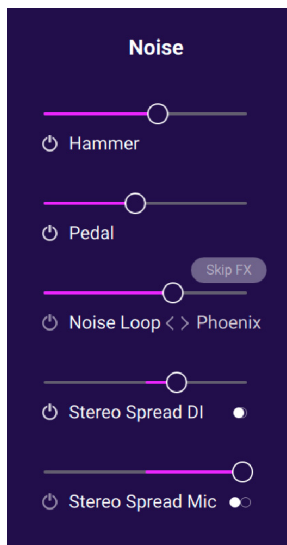 Noise
Hammer
Pedal
Skip FX
Noise Loop < > Phoenix
Stereo Spread DI
Stereo Spread Mic